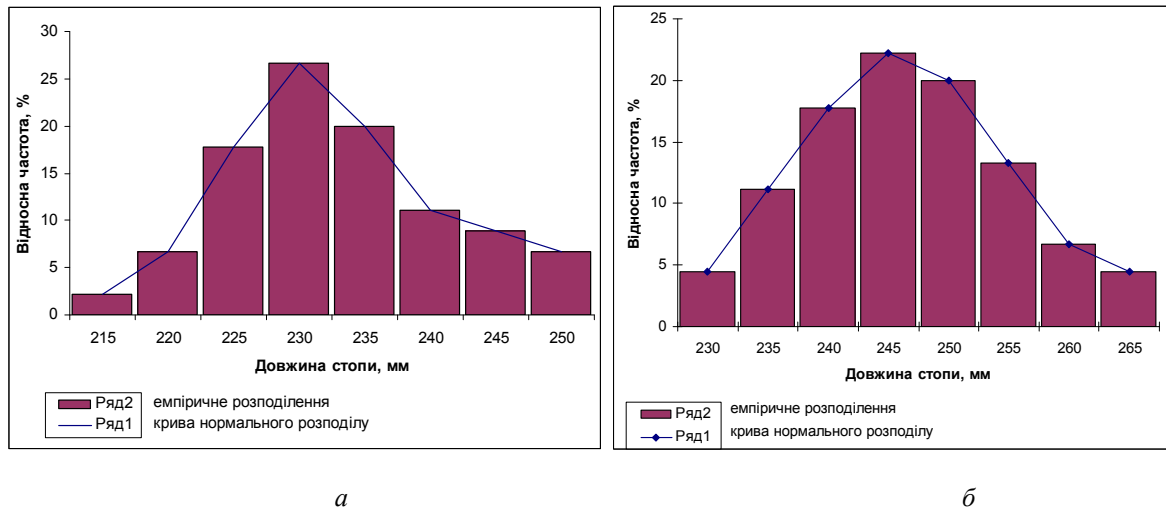 Відносна частота, %
30
25
20
15
10
5
0
215 220 225 230 235 240 245 250
Довжина стопи, мм
Ряд2 емпіричне розподілення
Ряд1 крива нормального розподілу
а
Відносна частота, %
25
20
15
10
5
0
230 235 240 245 250 255 260 265
Довжина стопи, мм
Ряд2 емпіричне розподілення
Ряд1 крива нормального розподілу
б